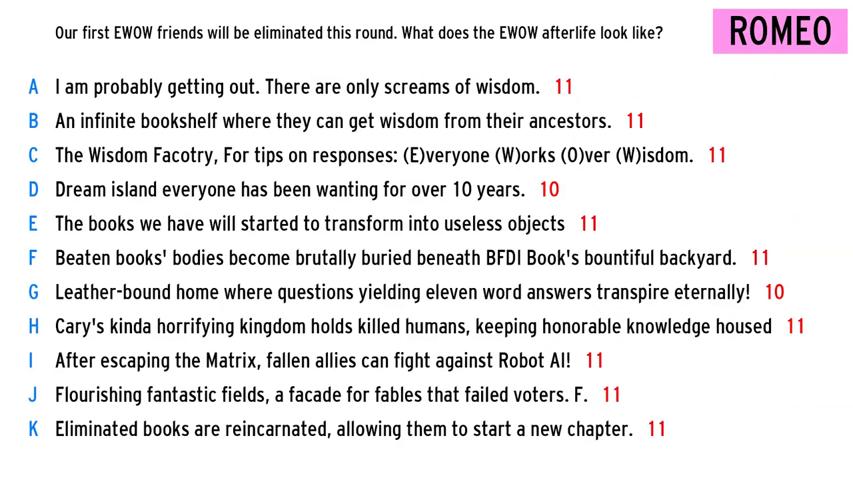 Our first EWOW friends will be eliminated this round. What does the EWOW afterlife look like?
ROMEO
A I am probably getting out. There are only screams of wisdom. 11
B An infinite bookshelf where they can get wisdom from their ancestors. 11
C The Wisdom Facotry, For tips on responses: (E)veryone (W)orks (O)ver (W)isdom. 11
D Dream island everyone has been wanting for over 10 years. 10
E The books we have will started to transform into useless objects 11
F Beaten books' bodies become brutally buried beneath BFDI Book's bountiful backyard. 11
G Leather-bound home where questions yielding eleven word answers transpire eternally! 10
H Cary's kinda horrifying kingdom holds killed humans, keeping honorable knowledge housed 11
I After escaping the Matrix, fallen allies can fight against Robot AI! 11
J Flourishing fantastic fields, a facade for fables that failed voters. F. 11
K Eliminated books are reincarnated, allowing them to start a new chapter. 11